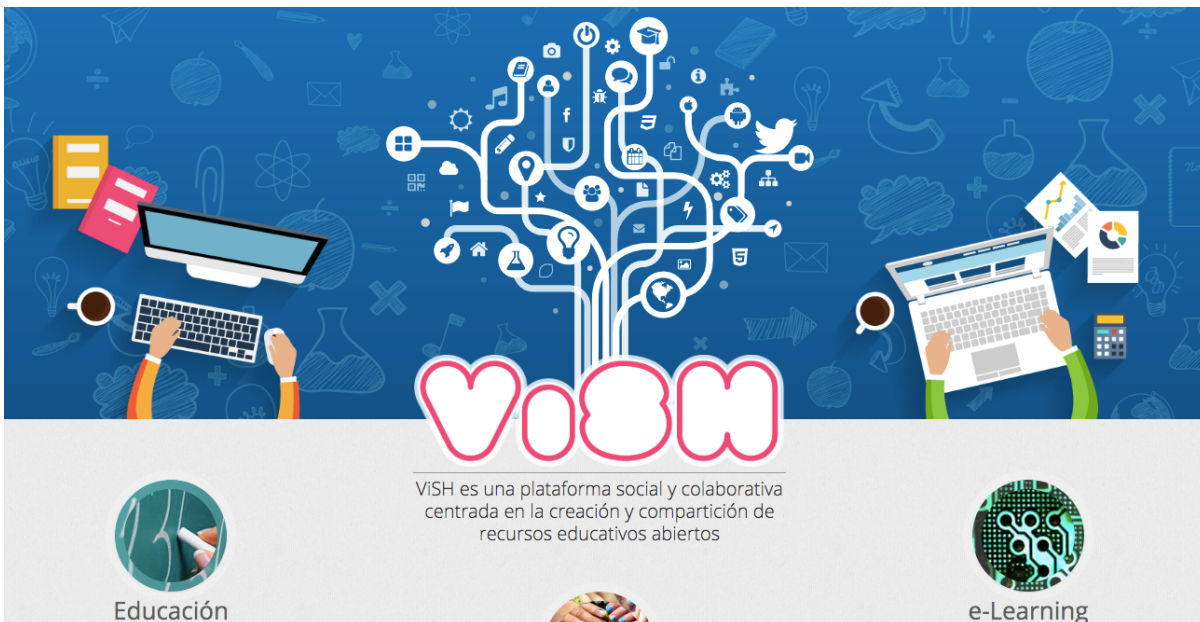 ViSH
ViSH es una plataforma social y colaborativa
centrada en la creación y compartición de
recursos educativos abiertos
Educación
e-Learning